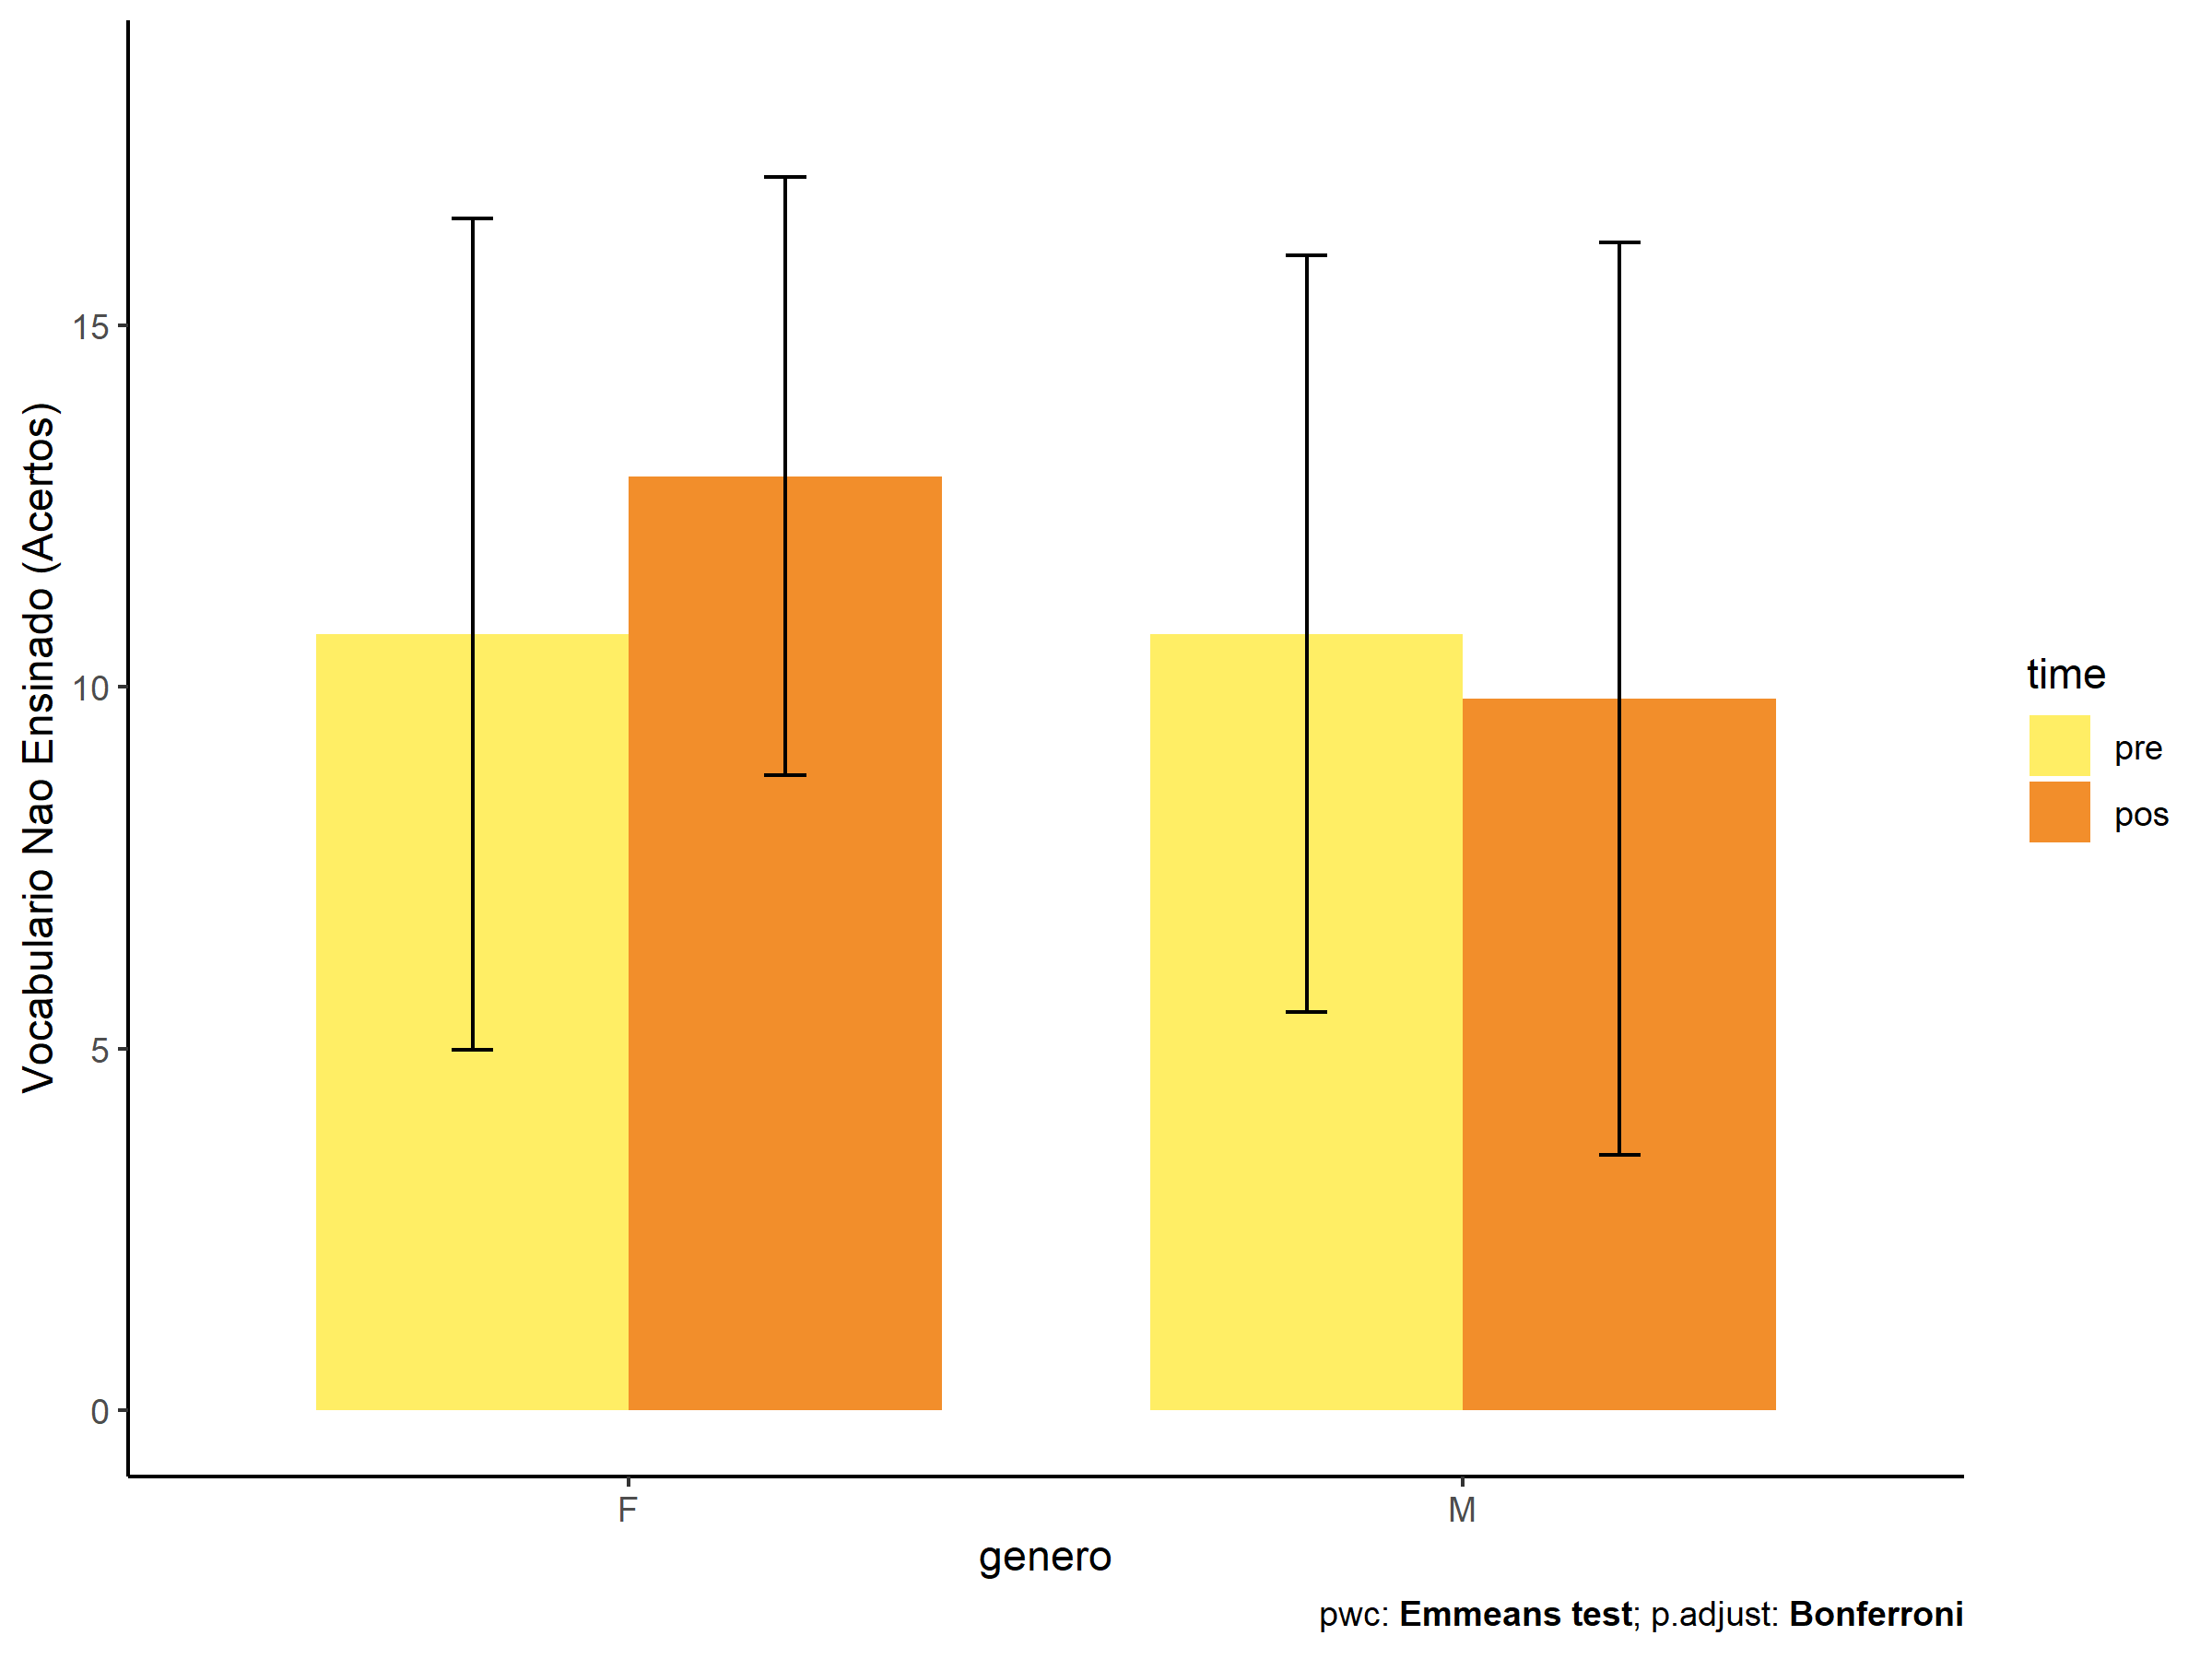 Vocabulario Nao Ensinado (Acertos)
15
10
5
0
F
M
genero
time
pre
pos
pwc: Emmeans test; p.adjust: Bonferroni